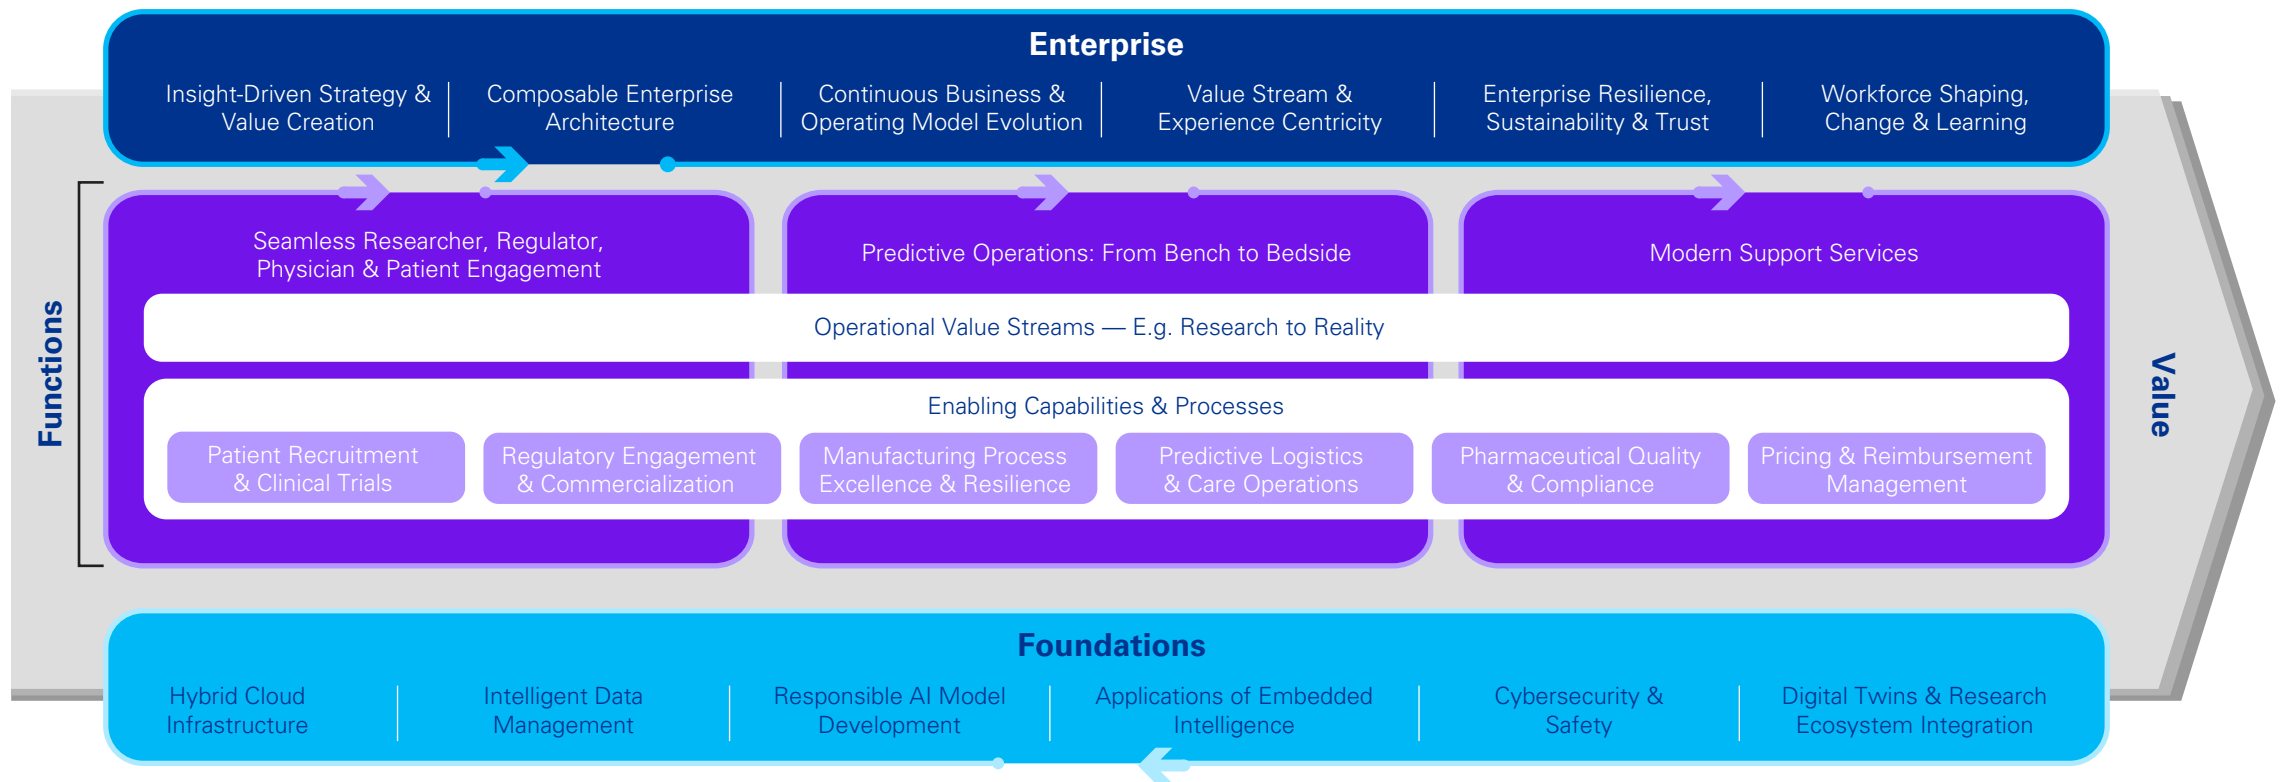 Enterprise
Insight-Driven Strategy &
Value Creation
Composable Enterprise
Architecture
Continuous Business &
Operating Model Evolution
Value Stream &
Experience Centricity
Enterprise Resilience,
Sustainability & Trust
Workforce Shaping,
Change & Learning
Functions
Seamless Researcher, Regulator,
Physician & Patient Engagement
Predictive Operations: From Bench to Bedside
Modern Support Services
Operational Value Streams — E.g. Research to Reality
Enabling Capabilities & Processes
Patient Recruitment
& Clinical Trials
Regulatory Engagement
& Commercialization
Manufacturing Process
Excellence & Resilience
Predictive Logistics
& Care Operations
Pharmaceutical Quality
& Compliance
Pricing & Reimbursement
Management
Value
Foundations
Hybrid Cloud
Infrastructure
Intelligent Data
Management
Responsible AI Model
Development
Applications of Embedded
Intelligence
Cybersecurity &
Safety
Digital Twins & Research
Ecosystem Integration